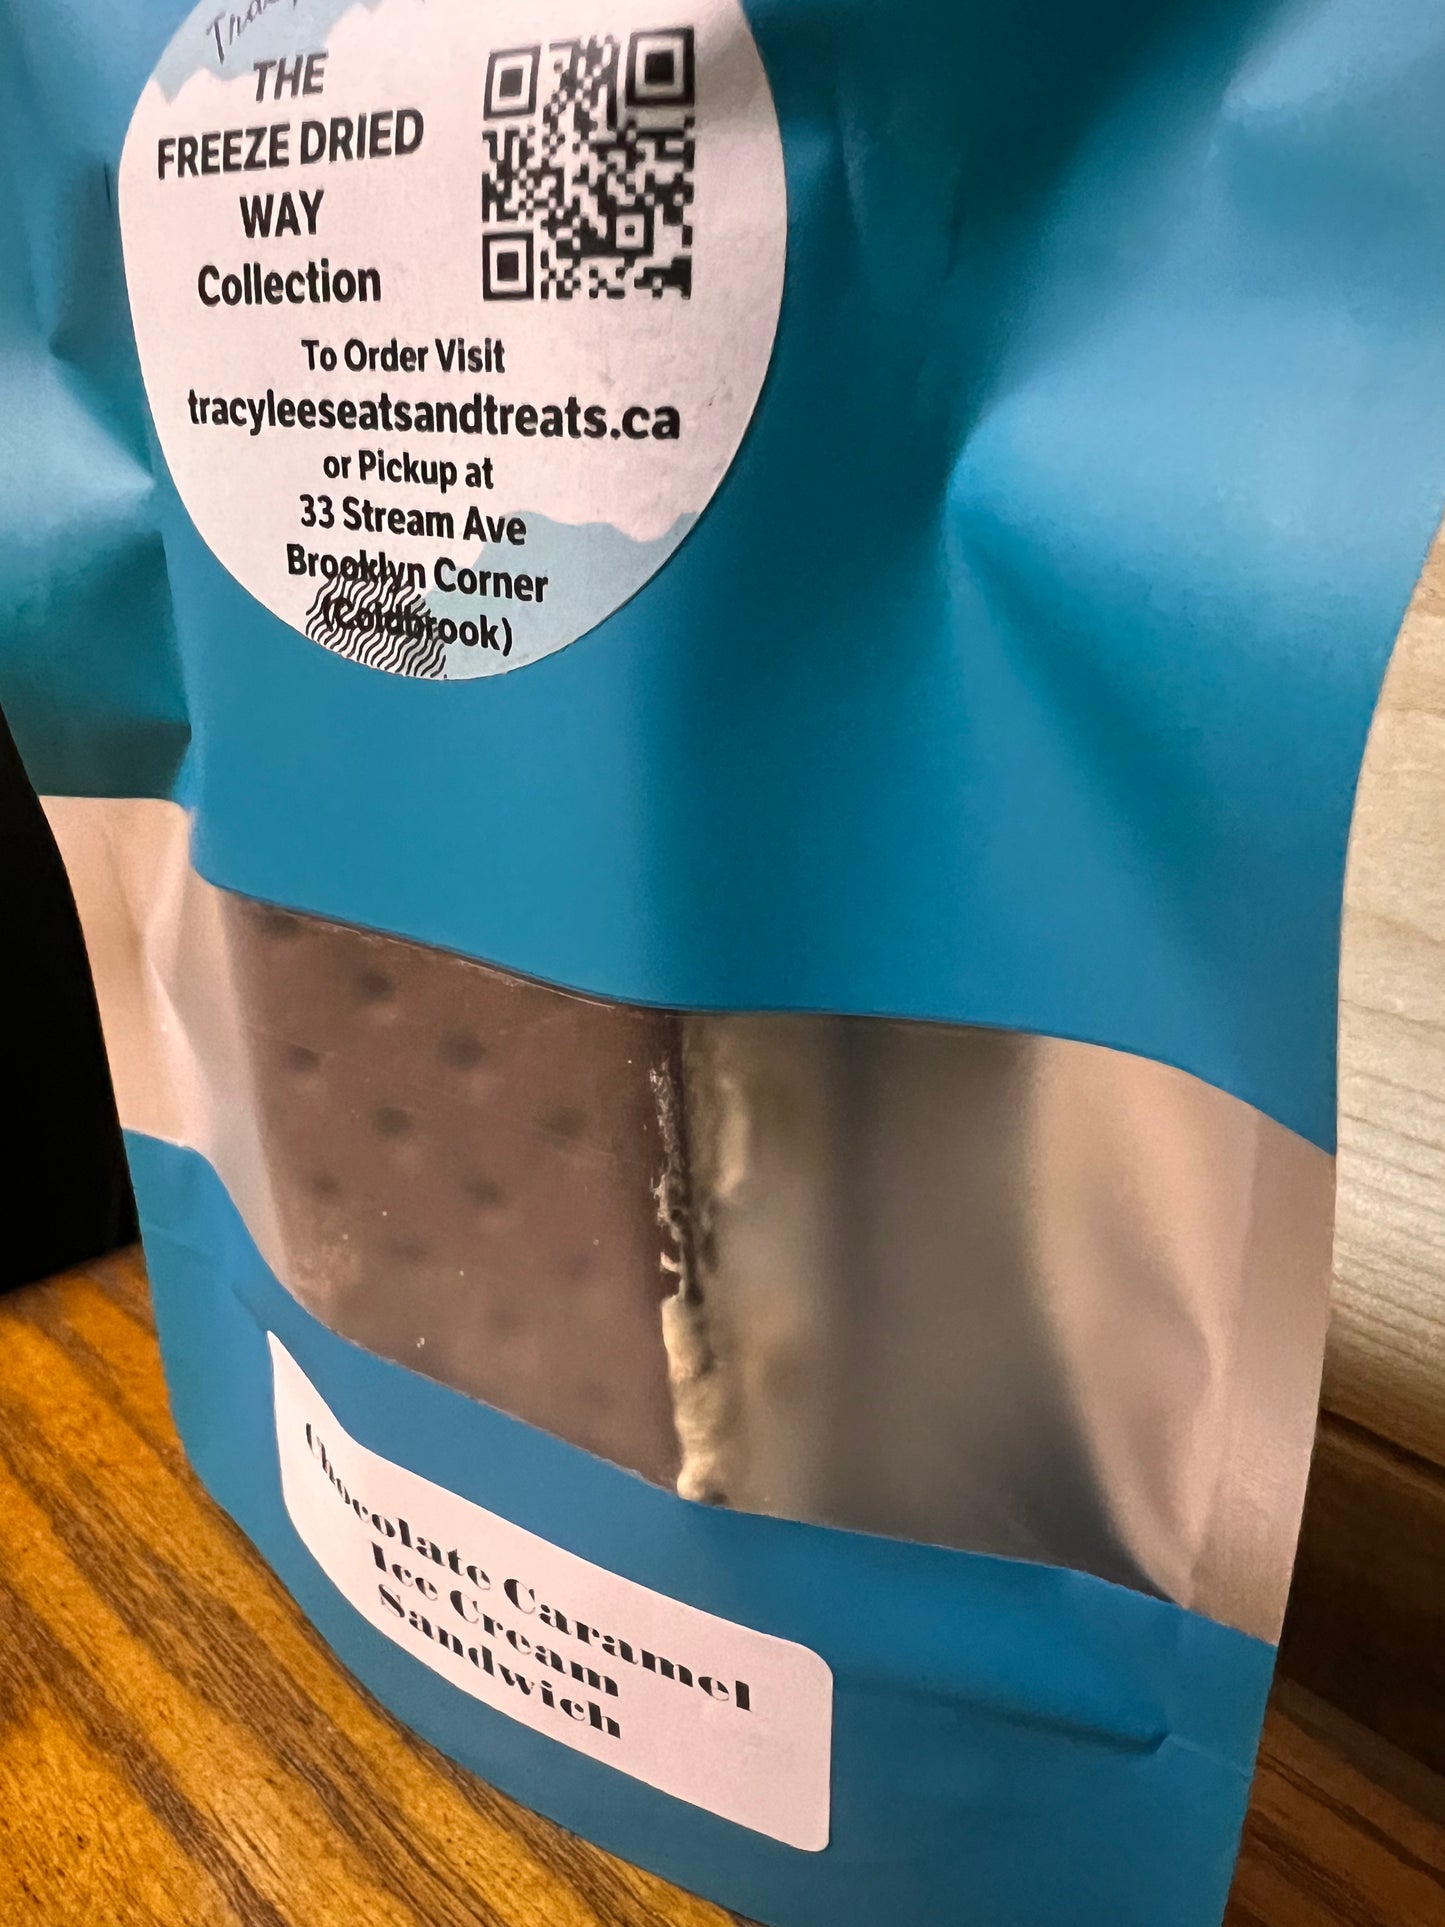 THE
FREEZE DRIED
WAY
Collection
To Order Visit
tracyleeseatsandtreats.ca
or Pickup at
33 Stream Ave
Brooklyn Corner
(Coldbrook)
Chocolate Caramel
Ice Cream
Sandwich